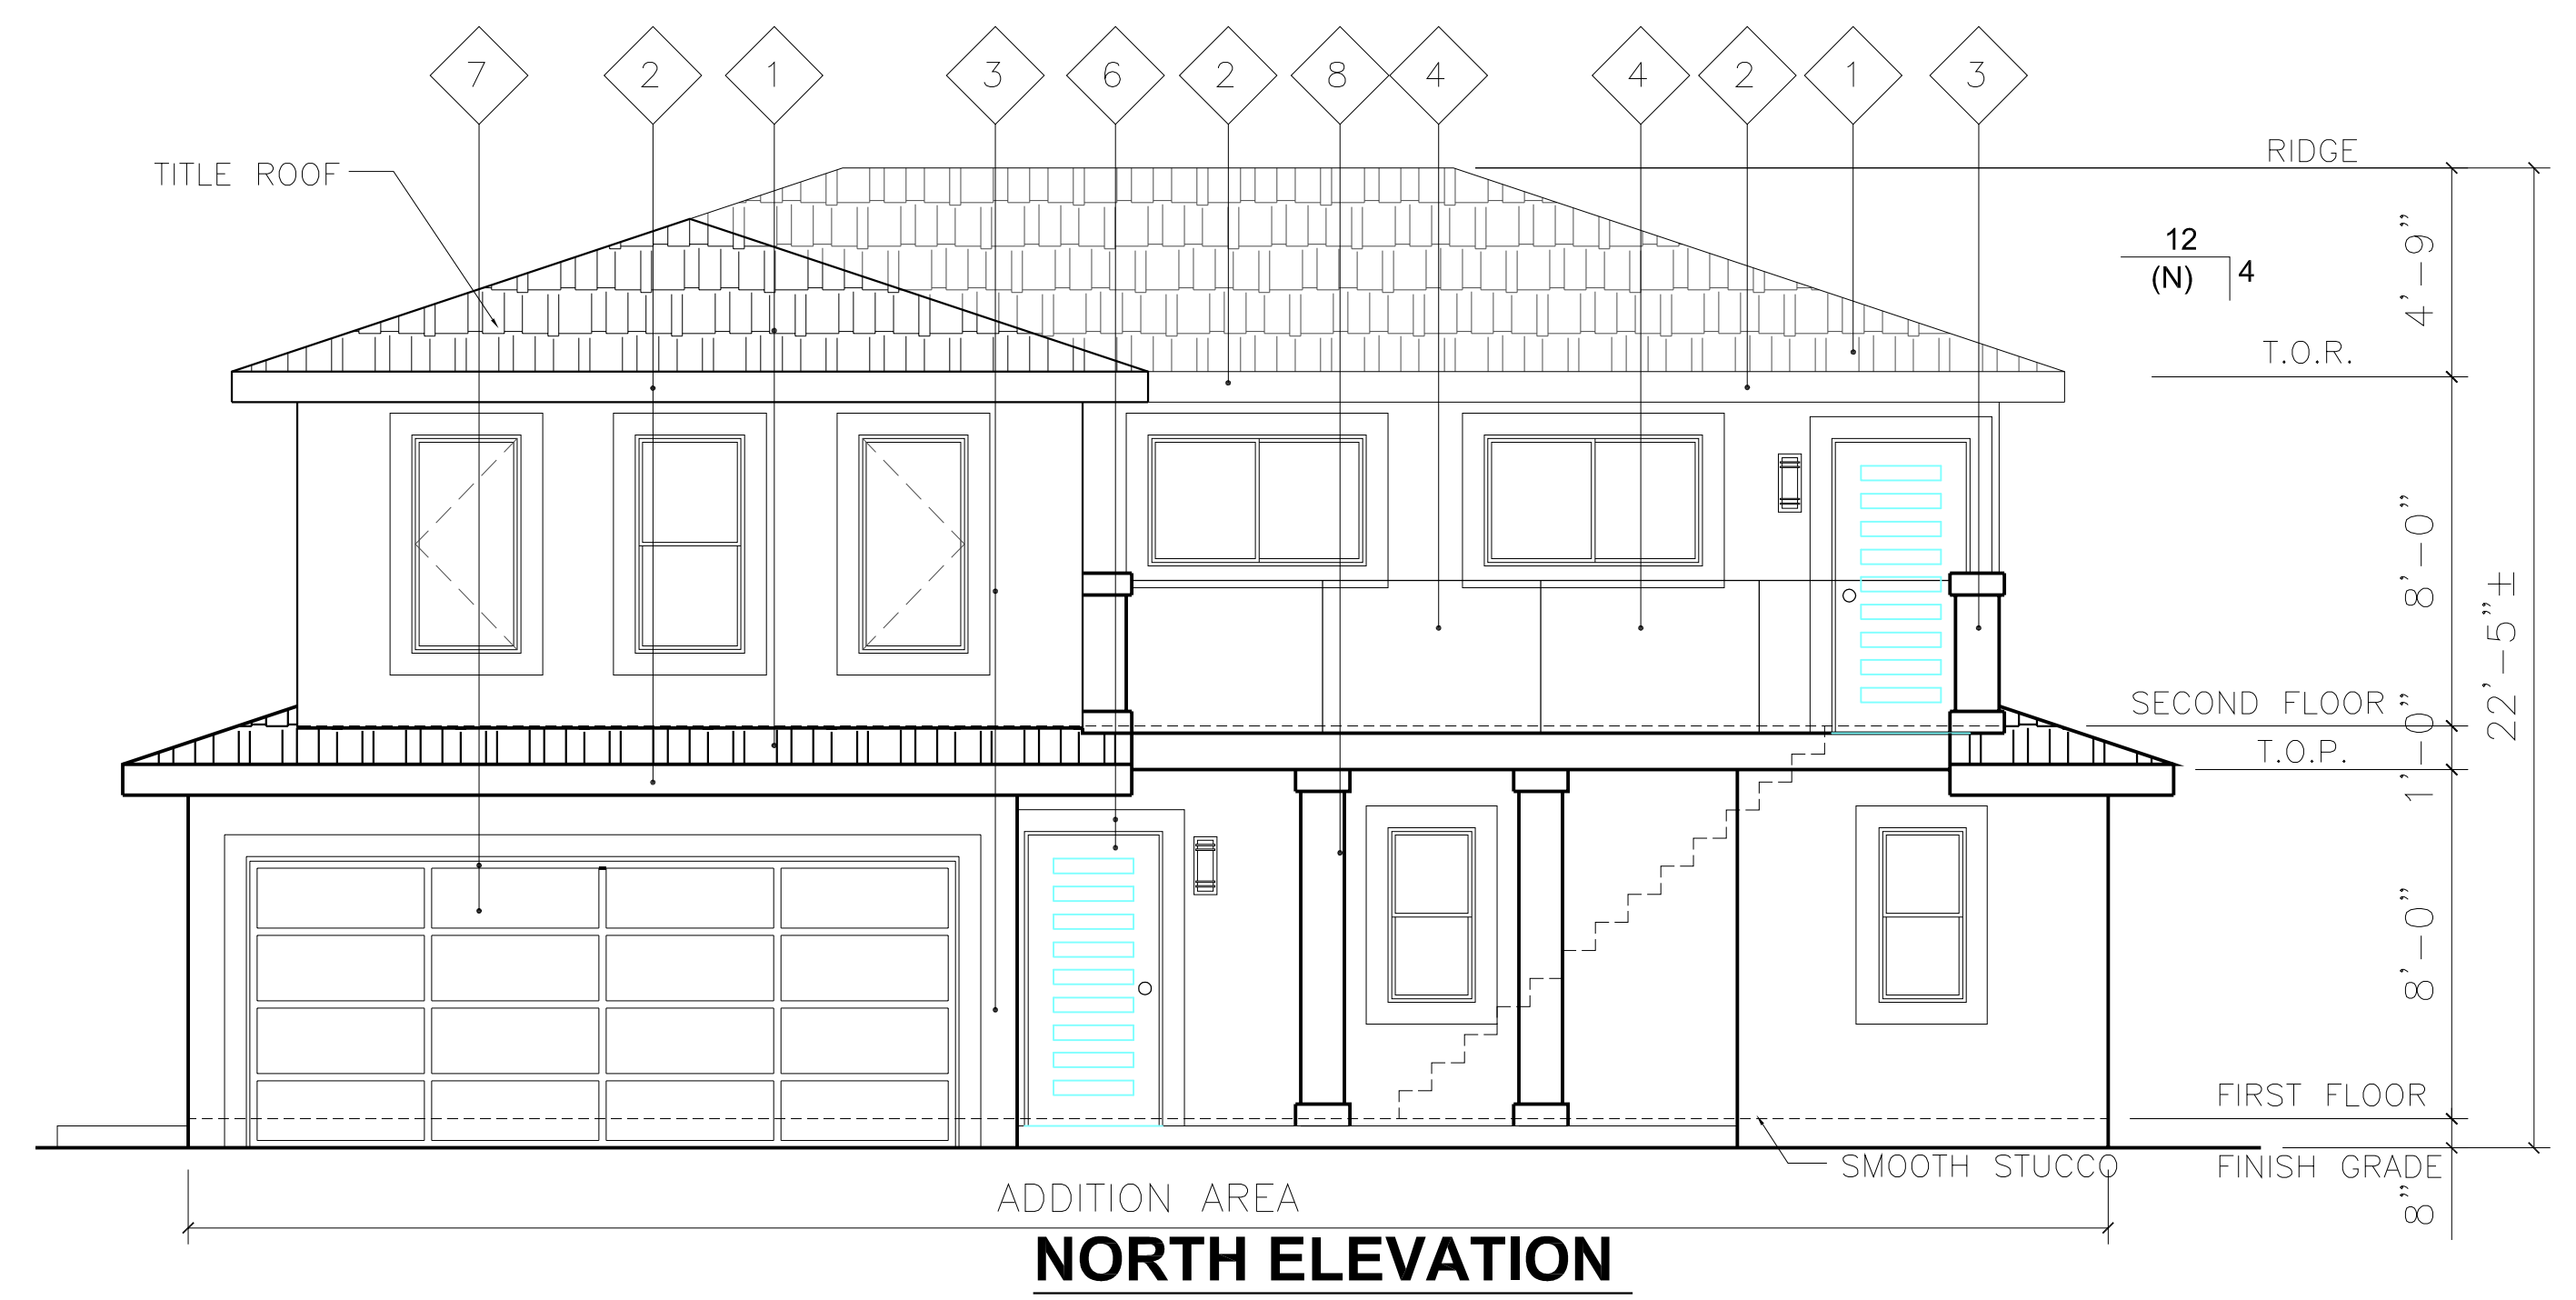 7 2 1 3 6 2 8 4 4 2 1 3
TITLE ROOF
RIDGE
12
(N) 4
4'-9"
T.O.R.
8'-0"
22'-5"±
SECOND FLOOR
1'-0"
T.O.P.
8'-0"
FIRST FLOOR
SMOOTH STUCCO
FINISH GRADE
8"
ADDITION AREA
NORTH ELEVATION